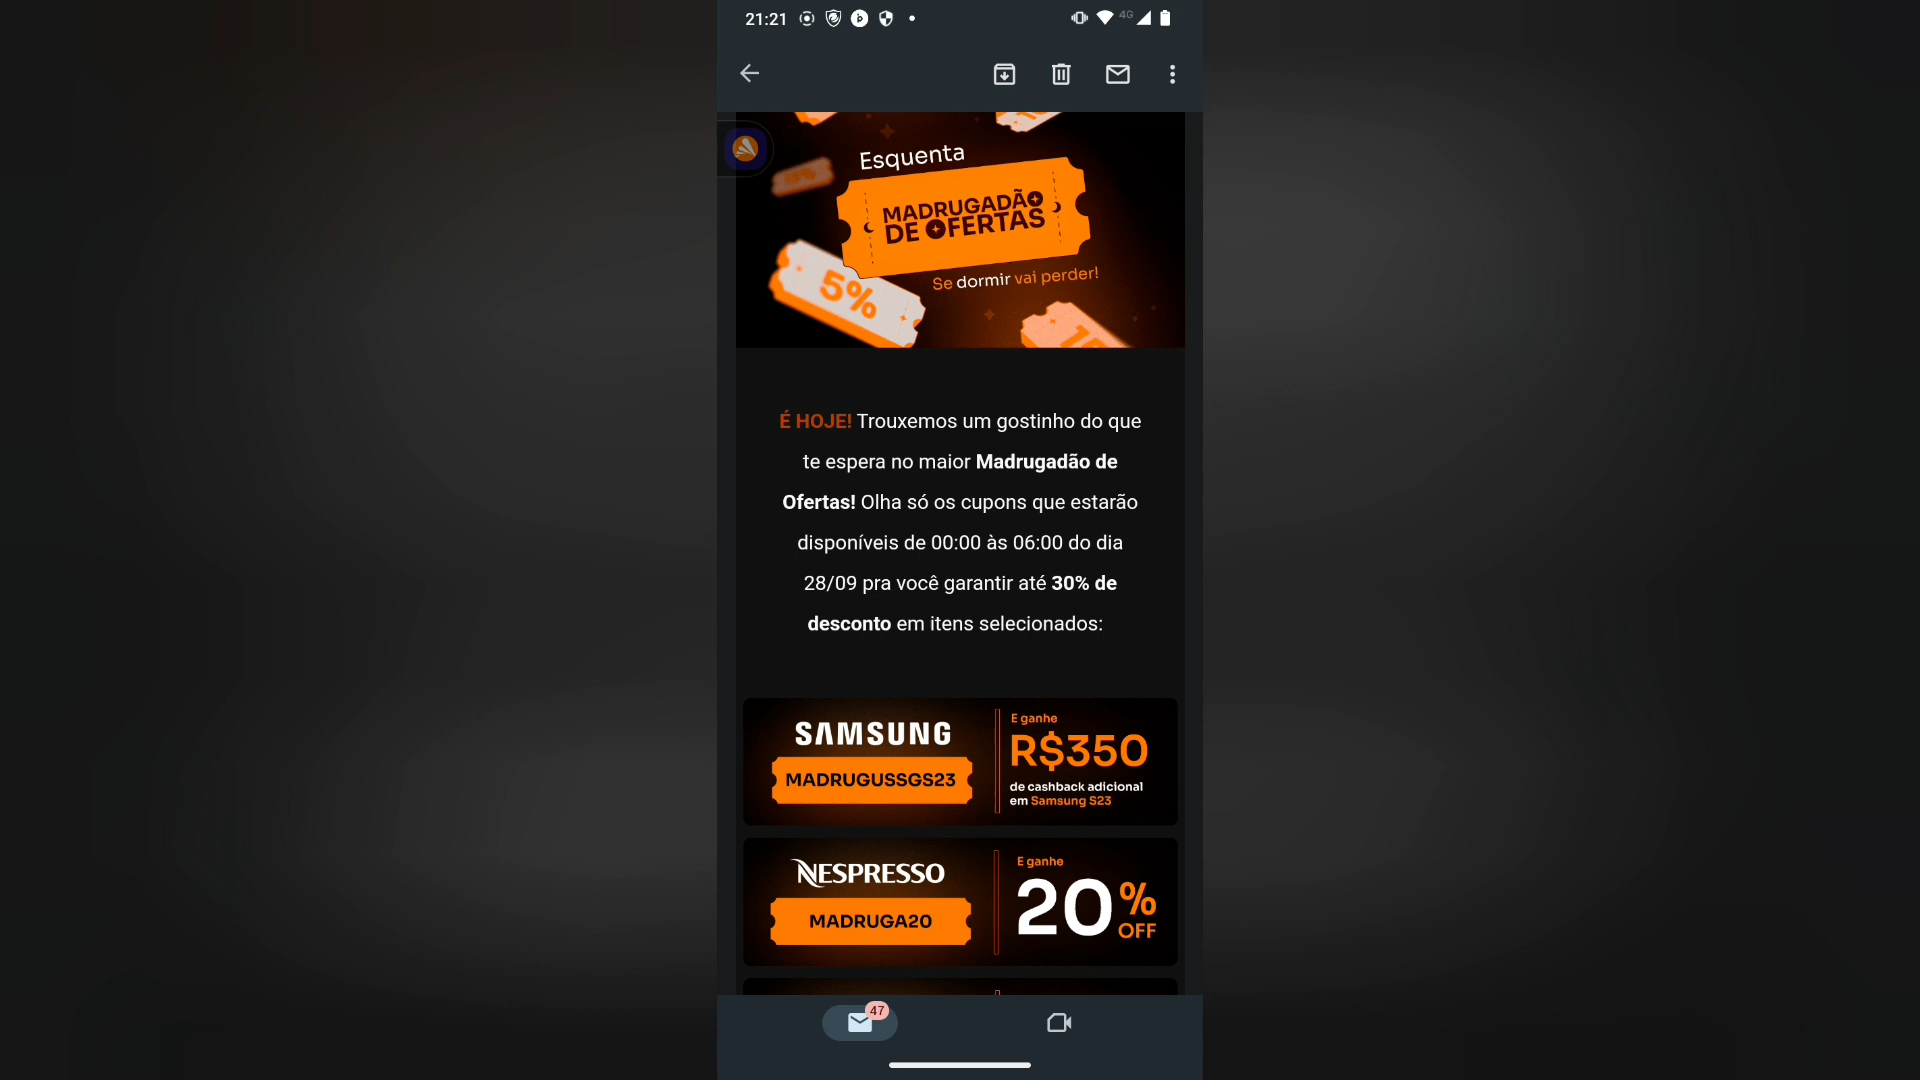 21:21
4G
Esquenta
MADRUGADÃO
DE OFERTAS
Se dormir vai perder!
5%
É HOJE! Trouxemos um gostinho do que
te espera no maior Madrugadão de
Ofertas! Olha só os cupons que estarão
disponíveis de 00:00 às 06:00 do dia
28/09 pra você garantir até 30% de
desconto em itens selecionados:
SAMSUNG
MADRUGUSSGS23
E ganhe
R$350
de cashback adicional
em Samsung S23
NESPRESSO
MADRUGA20
E ganhe
20%
OFF
47